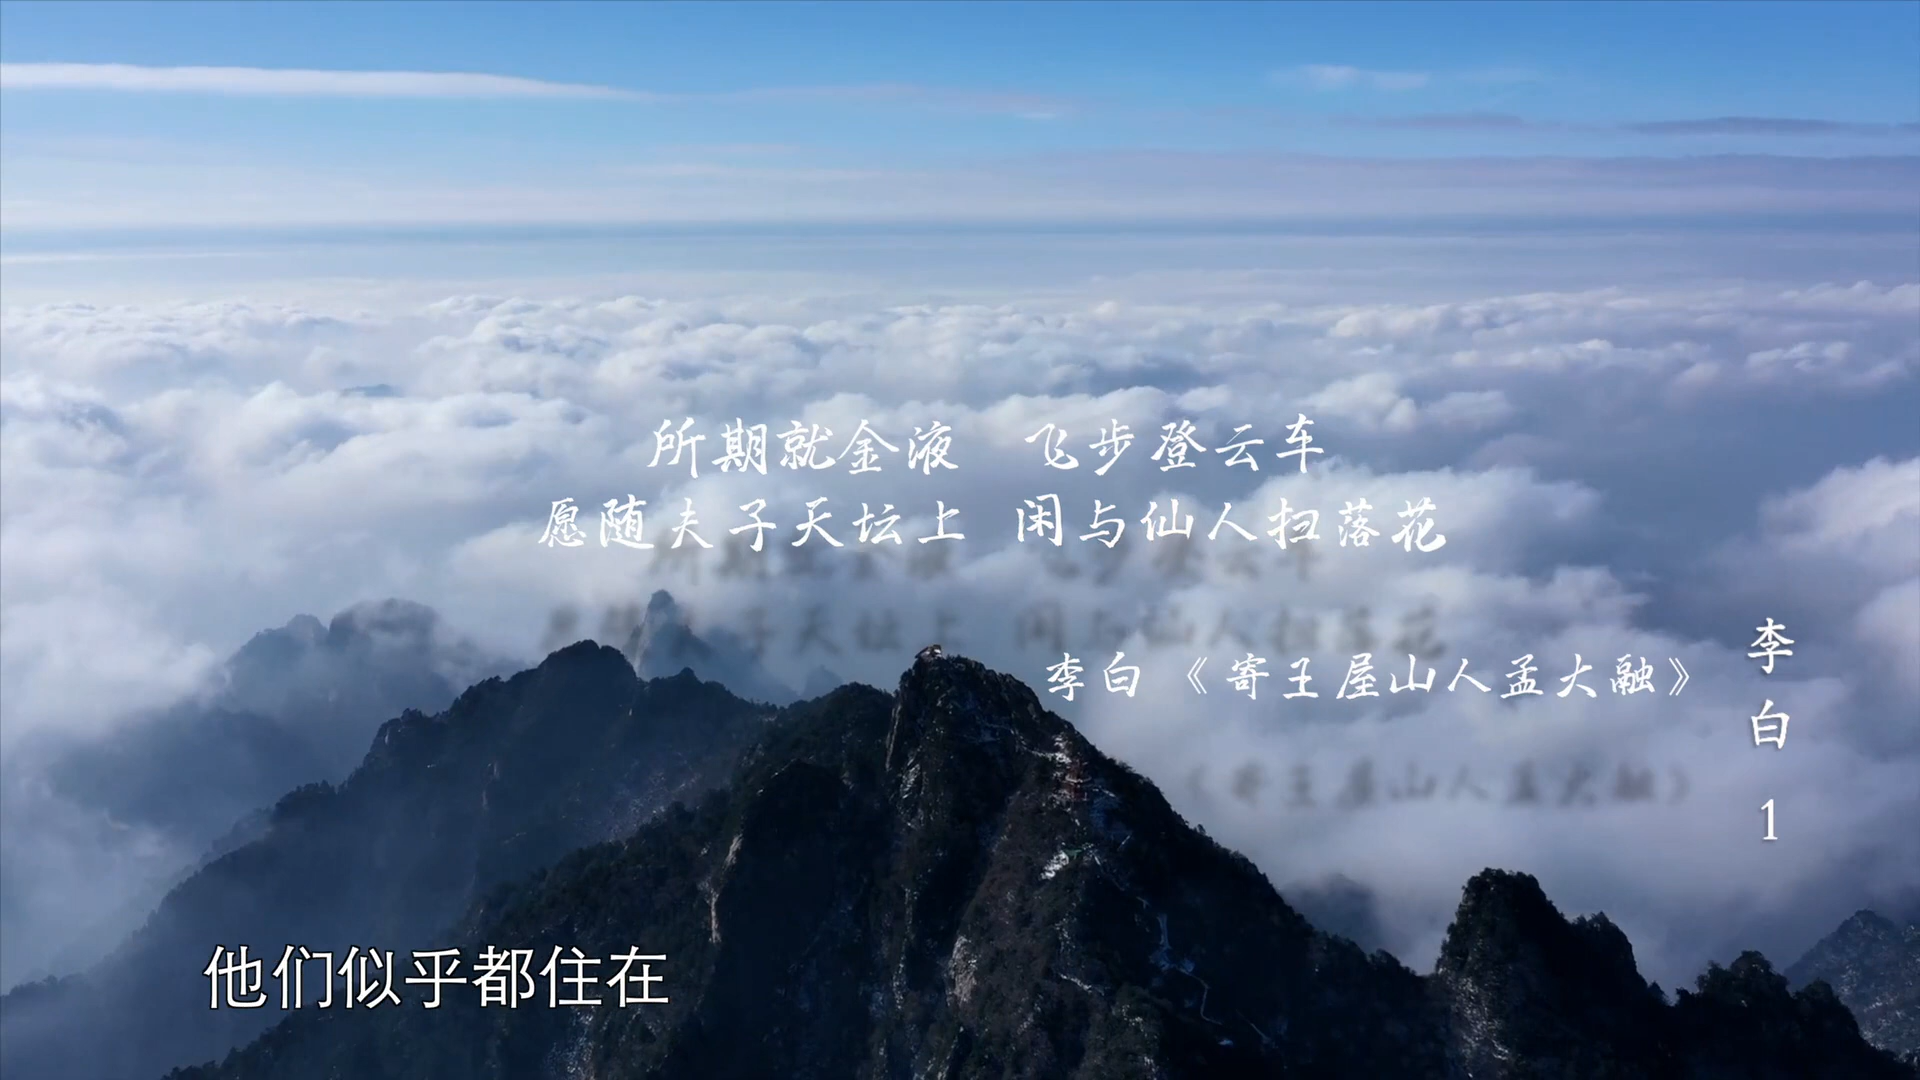 所期就金液 飞步登云车
愿随夫子天坛上 闲与仙人扫落花
李白《寄王屋山人孟大融》
李白 1
他们似乎都住在